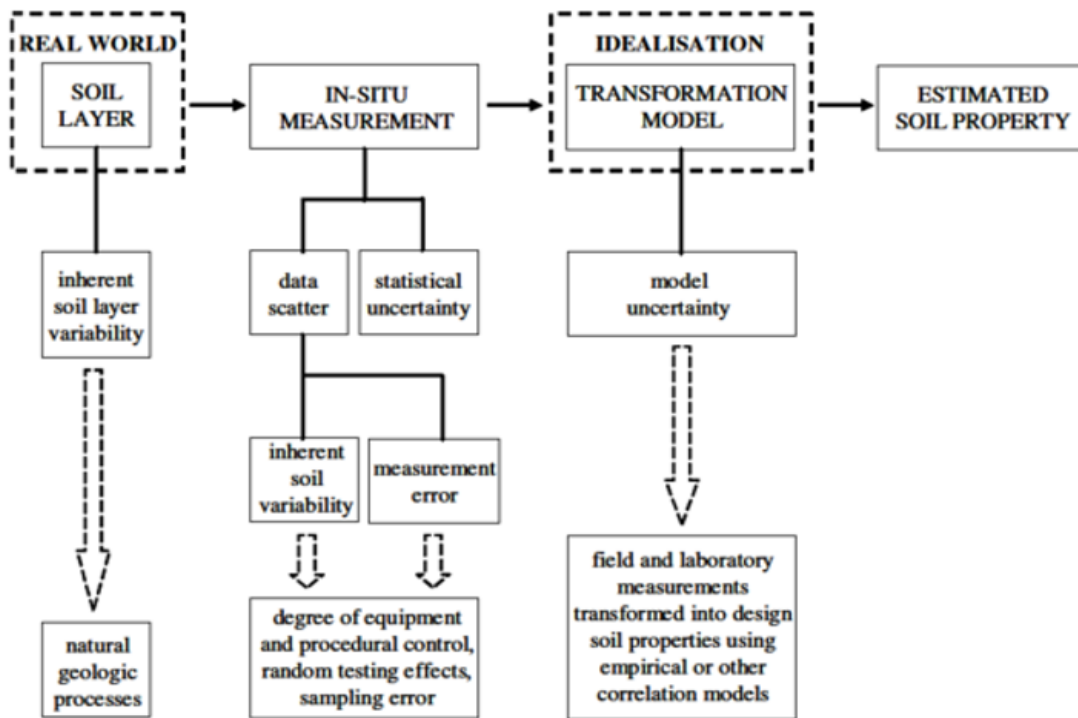 REAL WORLD
SOIL
LAYER
IN-SITU
MEASUREMENT
IDEALISATION
TRANSFORMATION
MODEL
ESTIMATED
SOIL PROPERTY
inherent
soil layer
variability
data
scatter
statistical
uncertainty
model
uncertainty
inherent
soil
variability
measurement
error
natural
geologic
processes
degree of equipment
and procedural control,
random testing effects,
sampling error
field and laboratory
measurements
transformed into design
soil properties using
empirical or other
correlation models